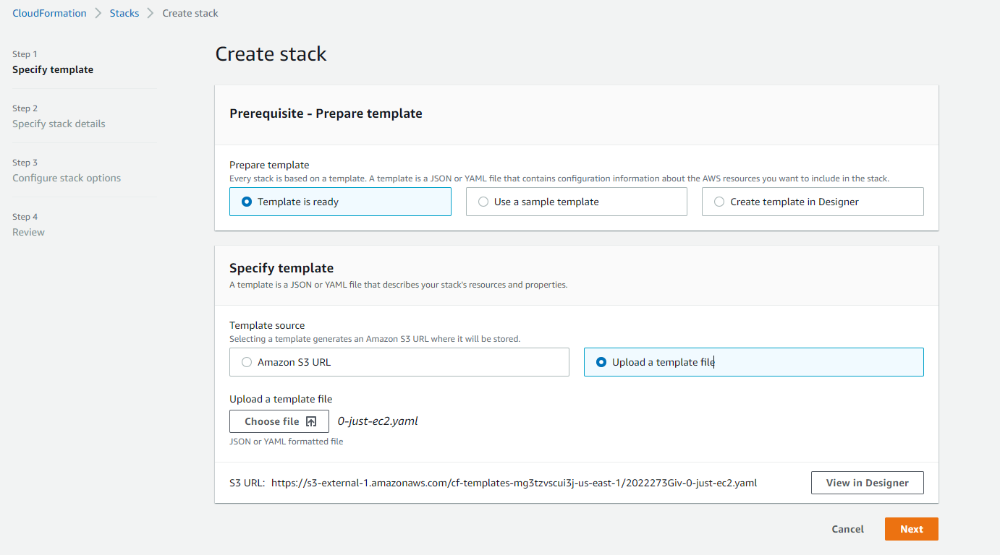 CloudFormation > Stacks > Create stack
Step 1
Specify template
Step 2
Specify stack details
Step 3
Configure stack options
Step 4
Review
Create stack
Prerequisite - Prepare template
Prepare template
Every stack is based on a template. A template is a JSON or YAML file that contains configuration information about the AWS resources you want to include in the stack.
Template is ready
Use a sample template
Create template in Designer
Specify template
A template is a JSON or YAML file that describes your stack's resources and properties.
Template source
Selecting a template generates an Amazon S3 URL where it will be stored.
Amazon S3 URL
Upload a template file
Upload a template file
Choose file 0-just-ec2.yaml
JSON or YAML formatted file
S3 URL: https://s3-external-1.amazonaws.com/cf-templates-mg3tzvscui3j-us-east-1/2022273Giv-0-just-ec2.yaml
View in Designer
Cancel
Next